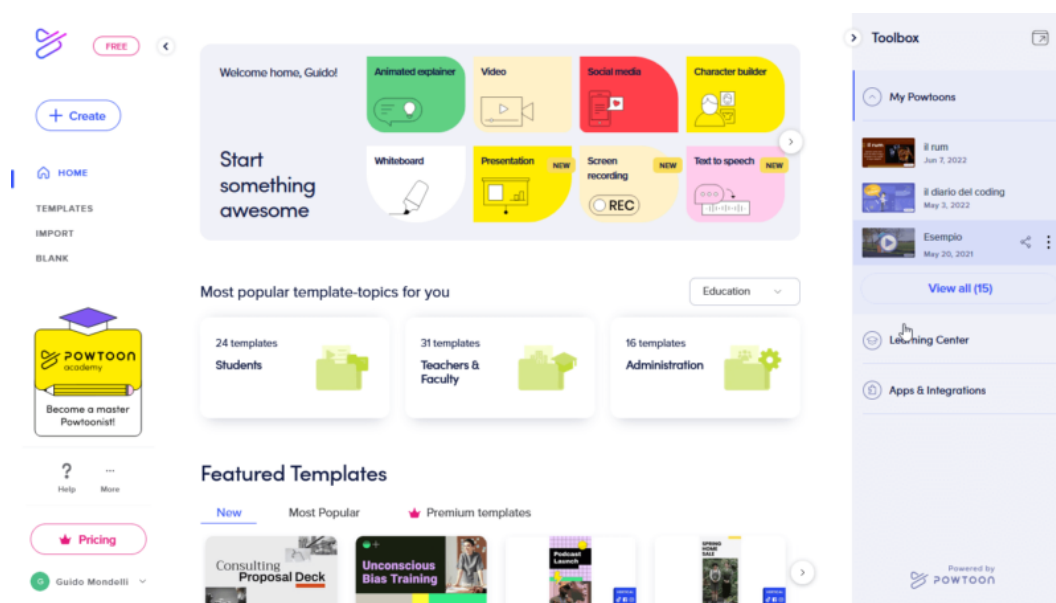 FREE
+ Create
HOME
TEMPLATES
IMPORT
BLANK
POWTOON
academy
Become a master
Powtoonist!
?
Help
...
More
Pricing
G
Guido Mondelli
Welcome home, Guido!
Start
something
awesome
Animated explainer
Video
Social media
Character builder
Whiteboard
Presentation
NEW
Screen
recording
NEW
REC
Text to speech
NEW
Most popular template-topics for you
Education
24 templates
Students
31 templates
Teachers &
Faculty
16 templates
Administration
Featured Templates
New
Most Popular
Premium templates
Consulting
Proposal Deck
Unconscious
Bias Training
Podcast
Launch
SPRING
HOME
SALE
Toolbox
My Powtoons
il rum
Jun 7, 2022
il diario del coding
May 3, 2022
Esempio
May 20, 2021
View all (15)
Learning Center
Apps & Integrations
Powered by
POWTOON